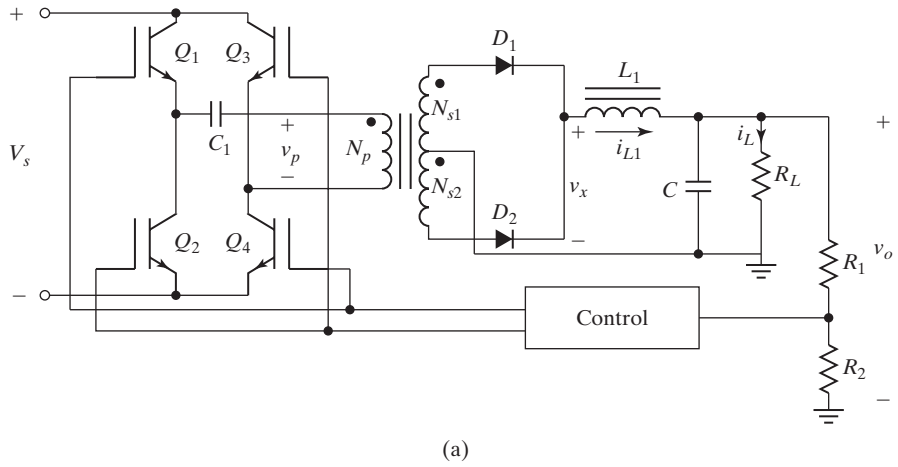 +
Q1
Q3
D1
L1
Ns1
+
C1
+
vp
−
Np
+
iL1
iL
+
Vs
Ns2
vx
C
RL
D2
−
Q2
Q4
R1
vo
−
Control
R2
−
(a)